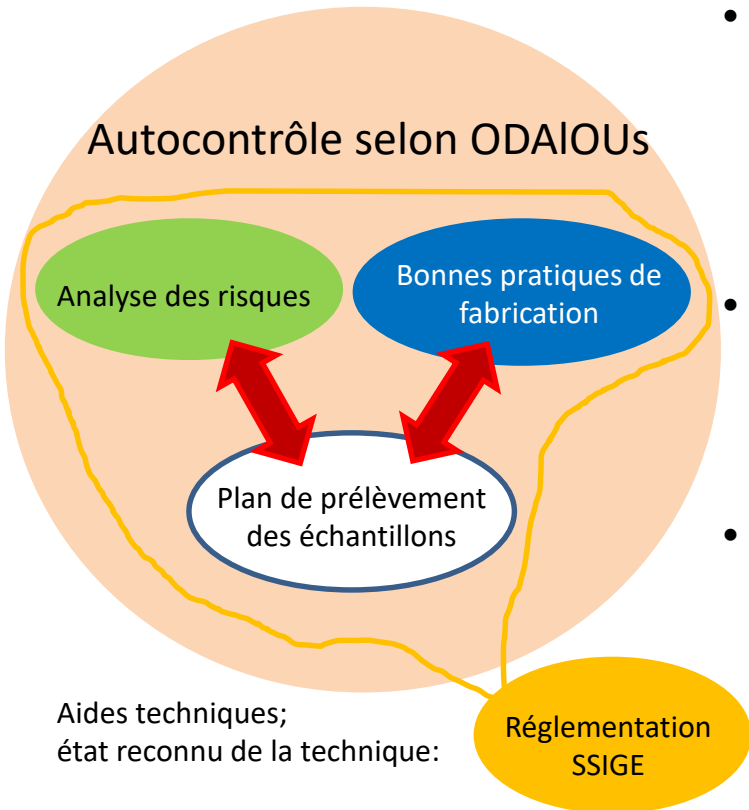 Autocontrôle selon ODAlOUs
Analyse des risques
Bonnes pratiques de
fabrication
Plan de prélèvement
des échantillons
Aides techniques;
état reconnu de la technique:
Réglementation
SSIGE